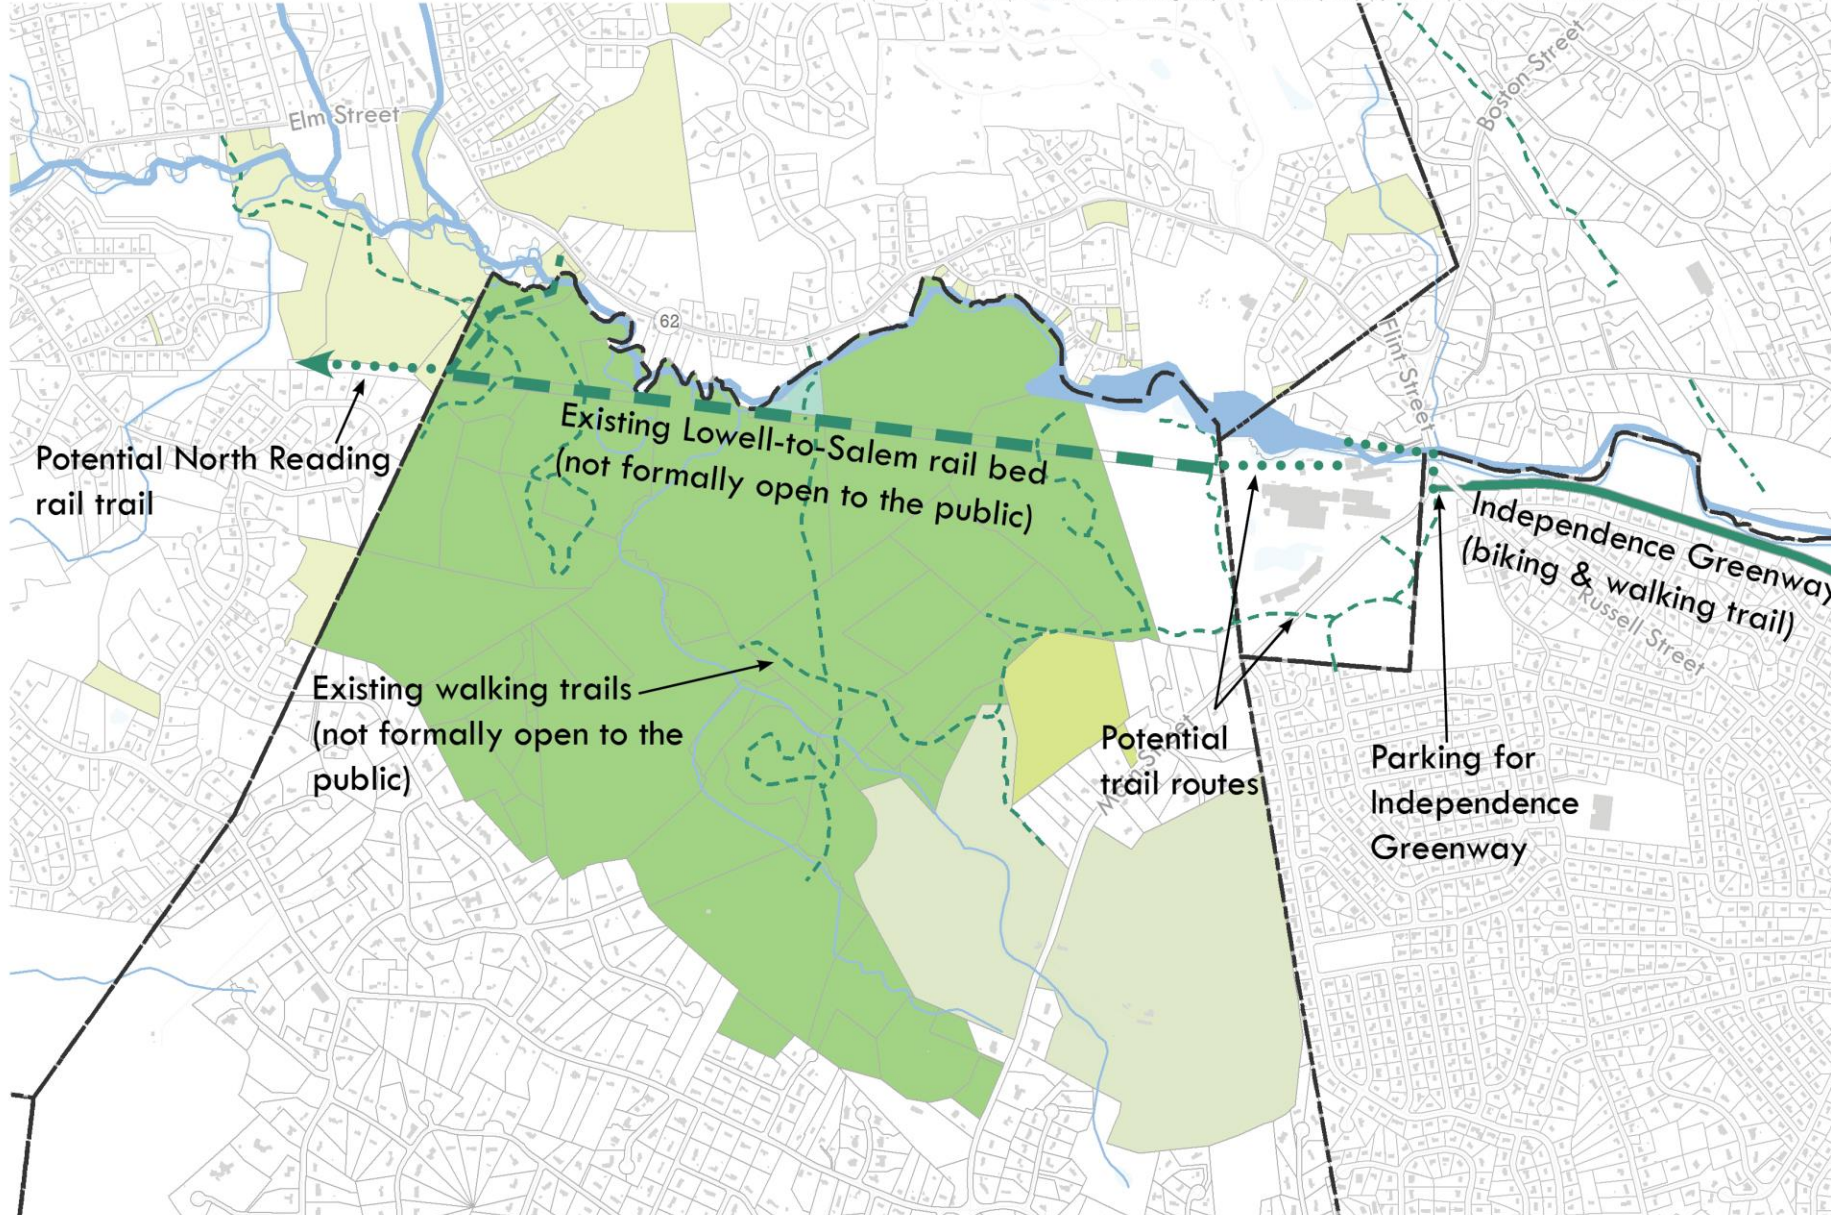 Elm Street
Boston Street
62
Flint Street
Potential North Reading
rail trail
Existing Lowell-to-Salem rail bed
(not formally open to the public)
Independence Greenway
(biking & walking trail)
Russell Street
Existing walking trails
(not formally open to the
public)
Main Street
Potential
trail routes
Parking for
Independence
Greenway